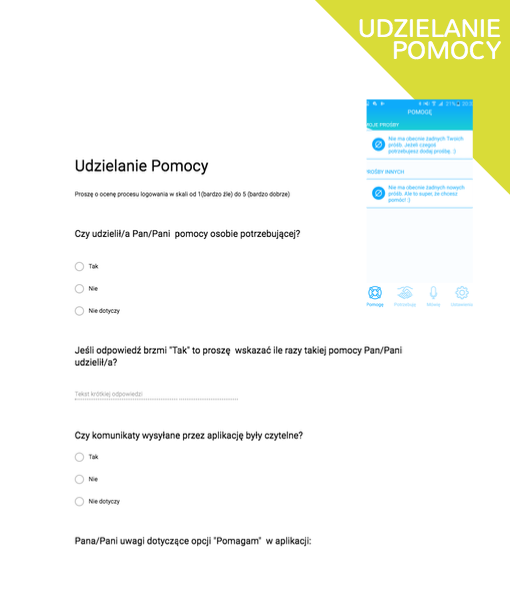 UDZIELANIE
POMOCY
POMOGĘ
Nie ma obecnie żadnych Twoich
próśb. Jeżeli czegoś
potrzebujesz dodaj prośbę. :)
INNYCH
Nie ma obecnie żadnych nowych
próśb. Ale to super, że chcesz
pomóc! :)
Pomogę
Potrzebuję
Mówię
Ustawienia
Udzielanie Pomocy
Proszę o ocenę procesu logowania w skali od 1(bardzo źle) do 5 (bardzo dobrze)
Czy udzielił/a Pan/Pani pomocy osobie potrzebującej?
Tak
Nie
Nie dotyczy
Jeśli odpowiedź brzmi "Tak" to proszę wskazać ile razy takiej pomocy Pan/Pani
udzielił/a?
Tekst krótkiej odpowiedzi
Czy komunikaty wysyłane przez aplikację były czytelne?
Tak
Nie
Nie dotyczy
Pana/Pani uwagi dotyczące opcji "Pomagam" w aplikacji: